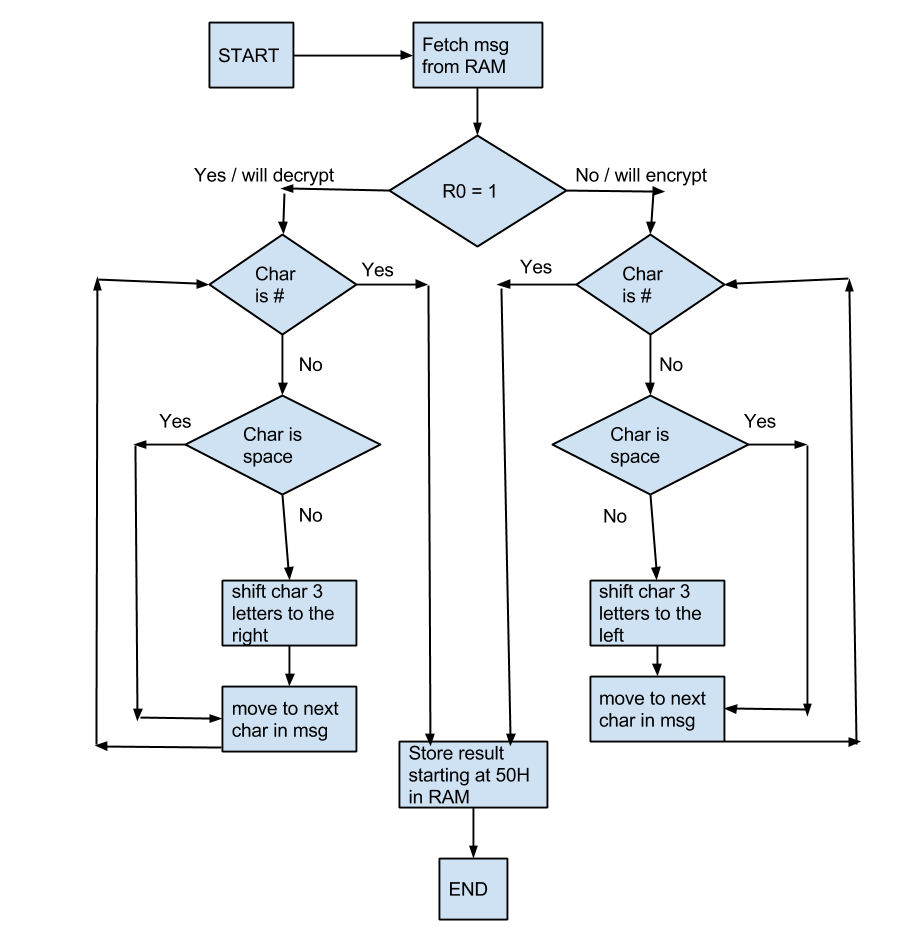 START
Fetch msg
from RAM
R0 = 1
Yes / will decrypt
No / will encrypt
Char
is #
Yes
No
Char is
space
Yes
No
shift char 3
letters to the
right
move to next
char in msg
Char
is #
Yes
No
Char is
space
Yes
No
shift char 3
letters to the
left
move to next
char in msg
Store result
starting at 50H
in RAM
END